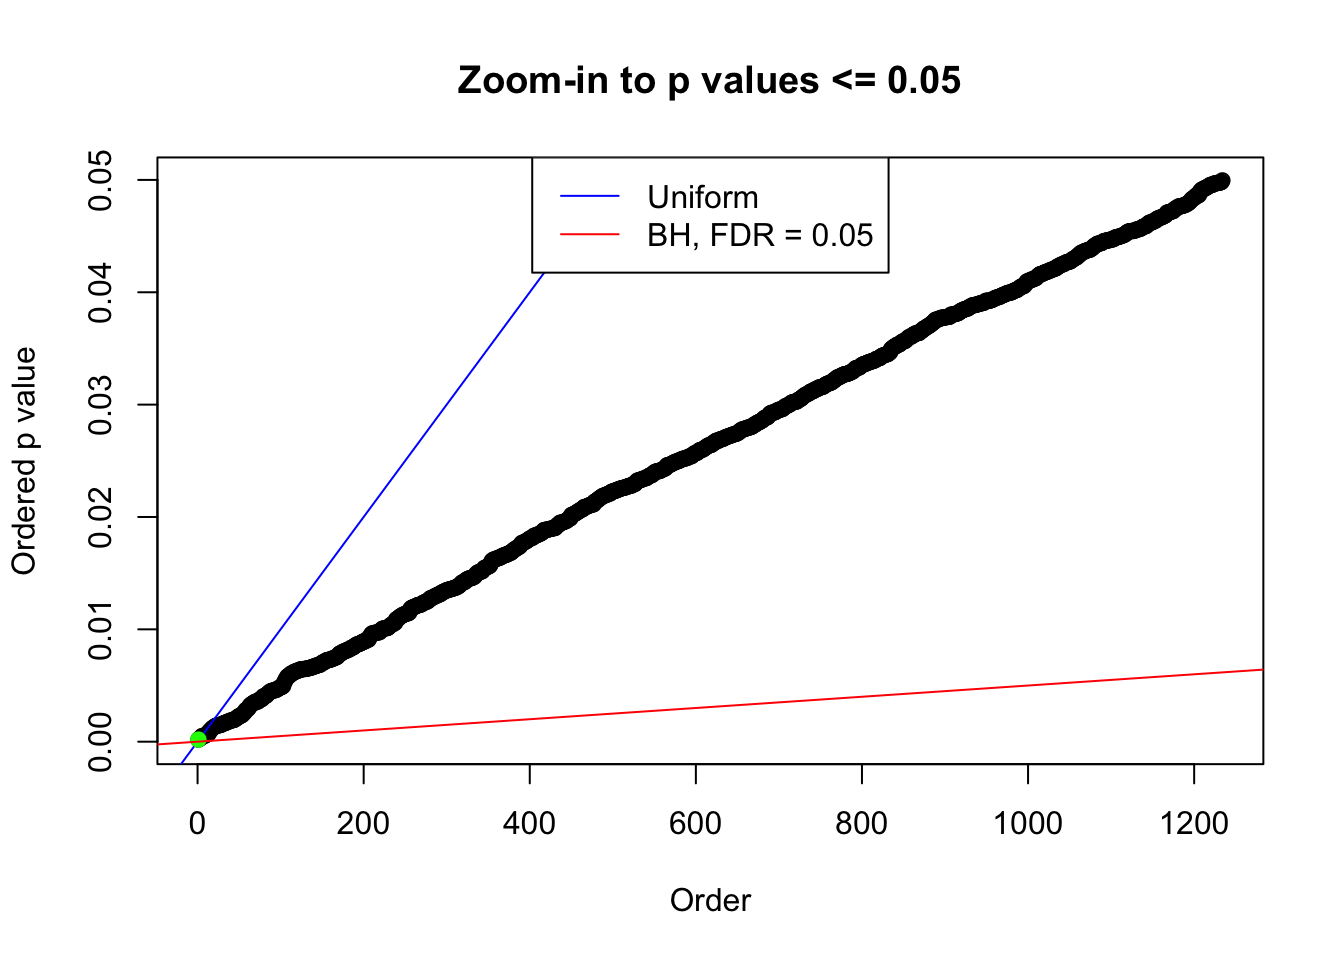 Zoom-in to p values <= 0.05
Uniform
BH, FDR = 0.05
Ordered p value
0.05
0.04
0.03
0.02
0.01
0.00
0 200 400 600 800 1000 1200
Order